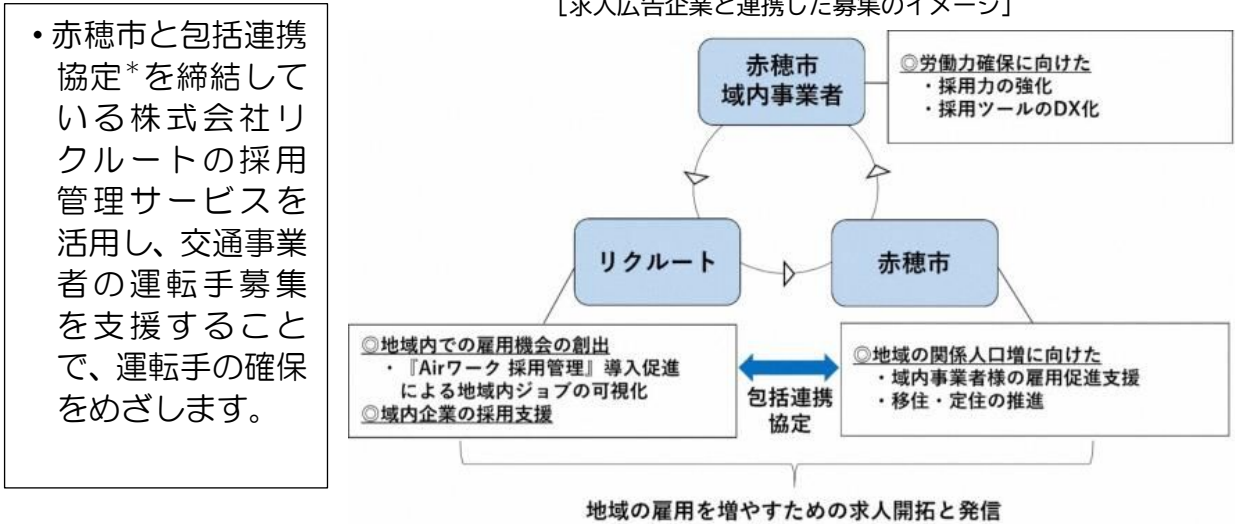 ・赤穂市と包括連携
協定*を締結して
いる株式会社リ
クルートの採用
管理サービスを
活用し、交通事業
者の運転手募集
を支援すること
で、運転手の確保
をめざします。
［求人広告企業と連携した募集のイメージ］
赤穂市
域内事業者
◎労働力確保に向けた
・採用力の強化
・採用ツールのDX化
リクルート
赤穂市
◎地域内での雇用機会の創出
・『Airワーク 採用管理』導入促進
による地域内ジョブの可視化
◎域内企業の採用支援
包括連携
協定
◎地域の関係人口増に向けた
・域内事業者様の雇用促進支援
・移住・定住の推進
地域の雇用を増やすための求人開拓と発信